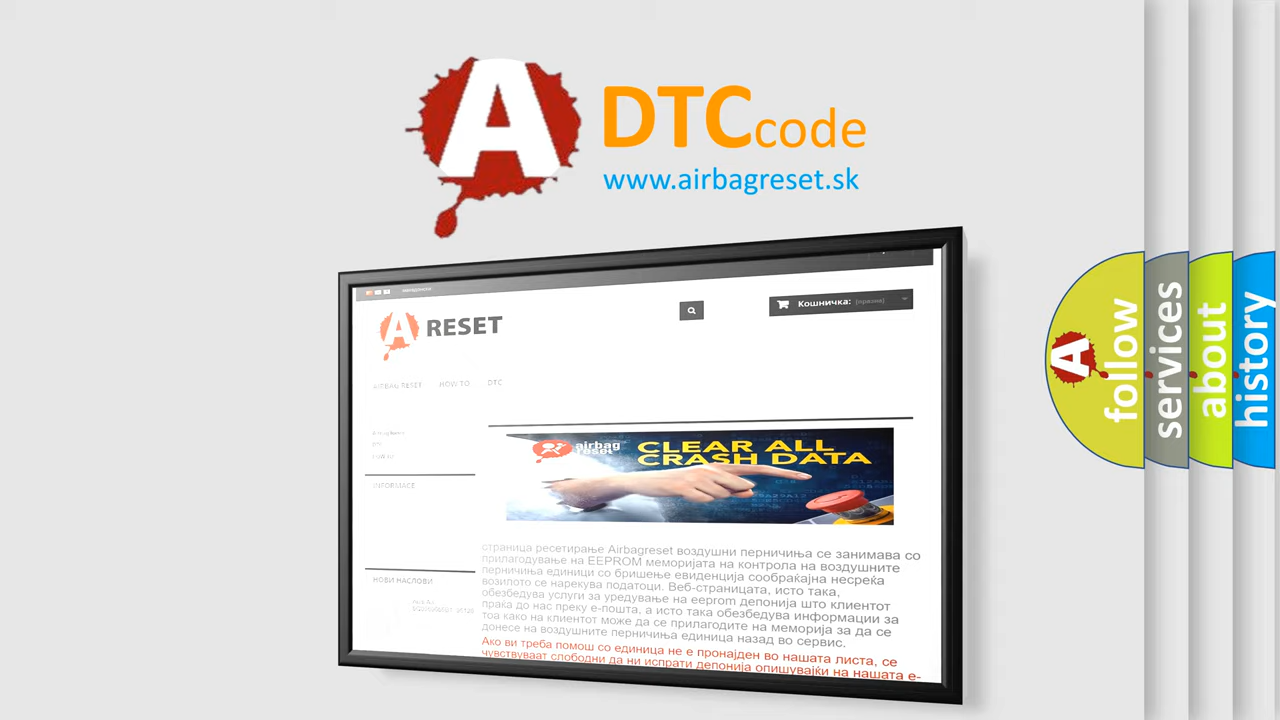 A
DTC code
www.airbagreset.sk
A RESET
Кошничка: (празна)
AIRBAG RESET HOW TO DTC
INFORMACE
НОВИ НАСЛОВИ
airbag reset
CLEAR ALL
CRASH DATA
страница ресетирање Airbagreset воздушни перничиња се занимава со
прилагодување на EEPROM меморијата на контрола на воздушните
перничиња единици со бришење евиденција сообраќајна несреќа
возилото се нарекува податоци. Веб-страницата, исто така,
обезбедува услуги за уредување на eeprom депонија што клиентот
праќа до нас преку е-пошта, а исто така обезбедува информации за
тоа како на клиентот може да се прилагодите на меморија за да се
донесе на воздушните перничиња единица назад во сервис.
Ако ви треба помош со единица не е пронајден во нашата листа, се
чувствуваат слободни да ни испрати депонија опишувајќи на нашата е-
A
follow
services
about
history